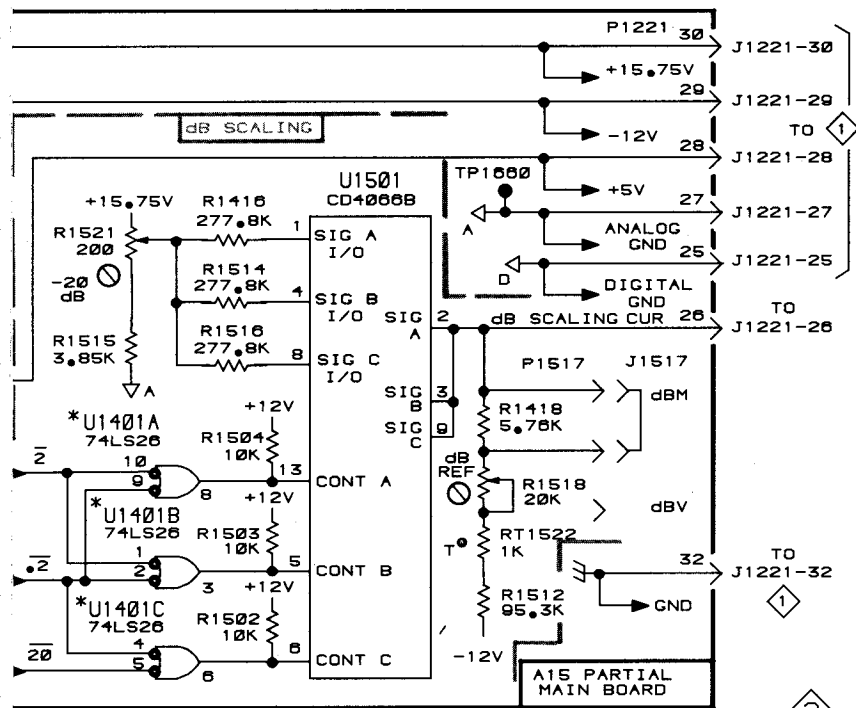 P1221
30
J1221-30
+15.75V
29
J1221-29
-12V
TO 1
dB SCALING
28
J1221-28
+5V
U1501
CD4066B
TP1660
27
J1221-27
A
ANALOG
GND
25
J1221-25
D
DIGITAL
GND
TO
26
J1221-26
dB SCALING CUR
+15.75V
R1521
200
-20
dB
R1515
3.85K
A
R1416
277.8K
R1514
277.8K
R1516
277.8K
1
SIG A
I/O
4
SIG B
I/O
8
SIG C
I/O
SIG
A
2
SIG
B
3
SIG
C
9
P1517
J1517
dBM
R1418
5.76K
dB
REF
R1518
20K
dBV
T°
RT1522
1K
R1512
95.3K
-12V
*U1401A
74LS26
+12V
R1504
10K
2
10
9
8
13
CONT A
*U1401B
74LS26
+12V
R1503
10K
1
2
3
5
CONT B
.2
*U1401C
74LS26
+12V
R1502
10K
20
4
5
6
6
CONT C
32
TO
J1221-32
1
GND
A15 PARTIAL
MAIN BOARD